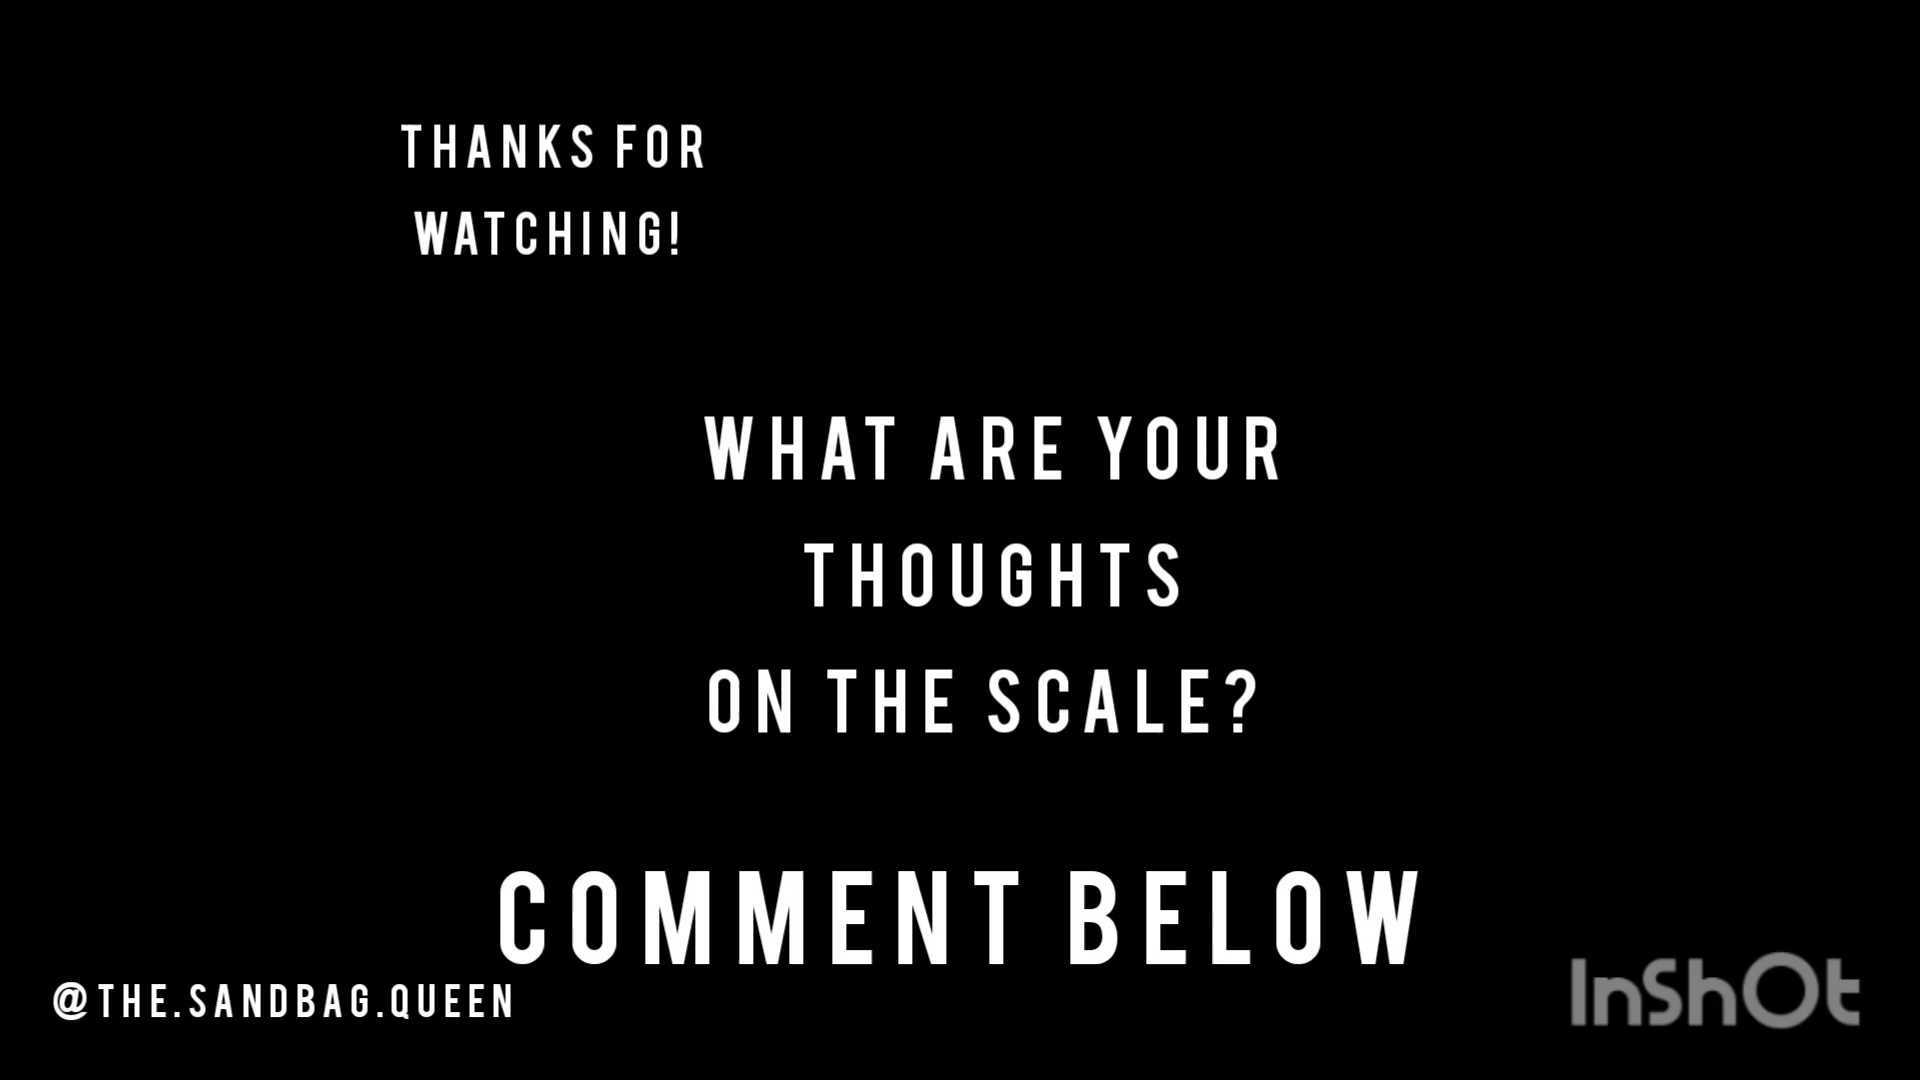 THANKS FOR
WATCHING!
WHAT ARE YOUR
THOUGHTS
ON THE SCALE?
COMMENT BELOW
@THE.SANDBAG.QUEEN
InShOt